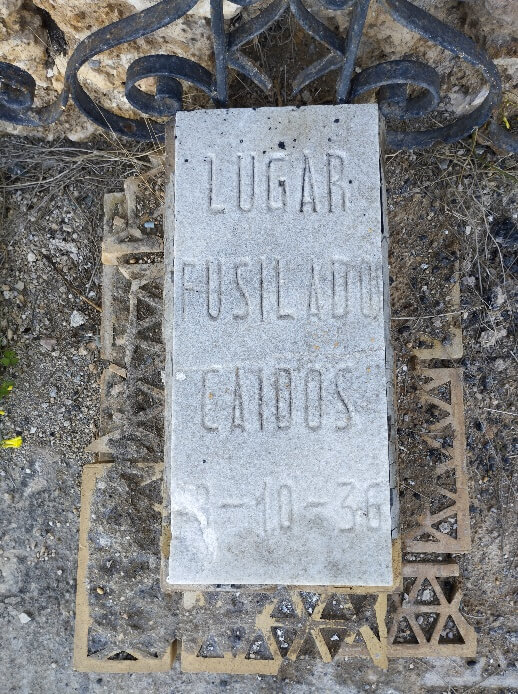 LUGAR
FUSILADO
CAIDOS
-10-36